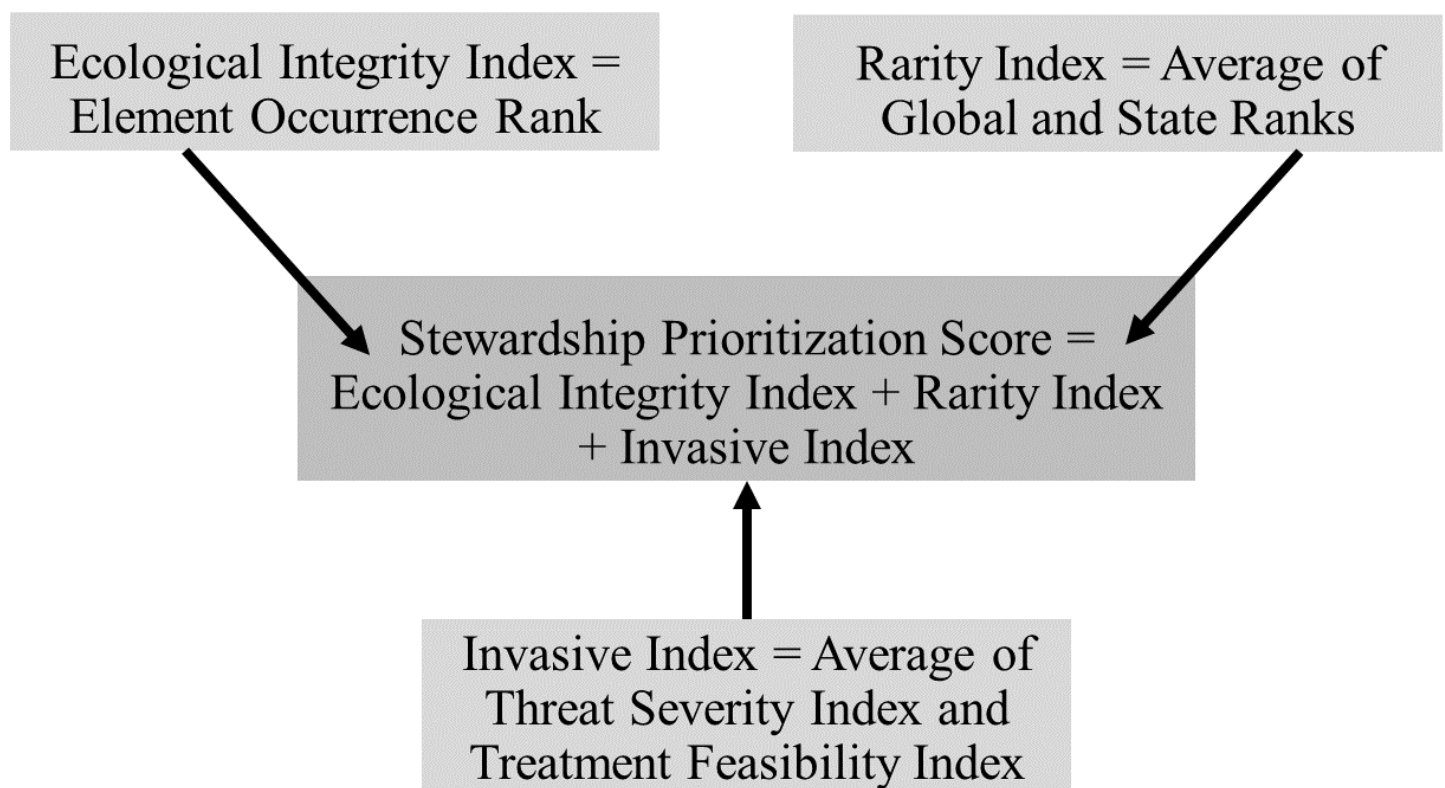 Ecological Integrity Index =
Element Occurrence Rank
Rarity Index = Average of
Global and State Ranks
Stewardship Prioritization Score =
Ecological Integrity Index + Rarity Index
+ Invasive Index
Invasive Index = Average of
Threat Severity Index and
Treatment Feasibility Index